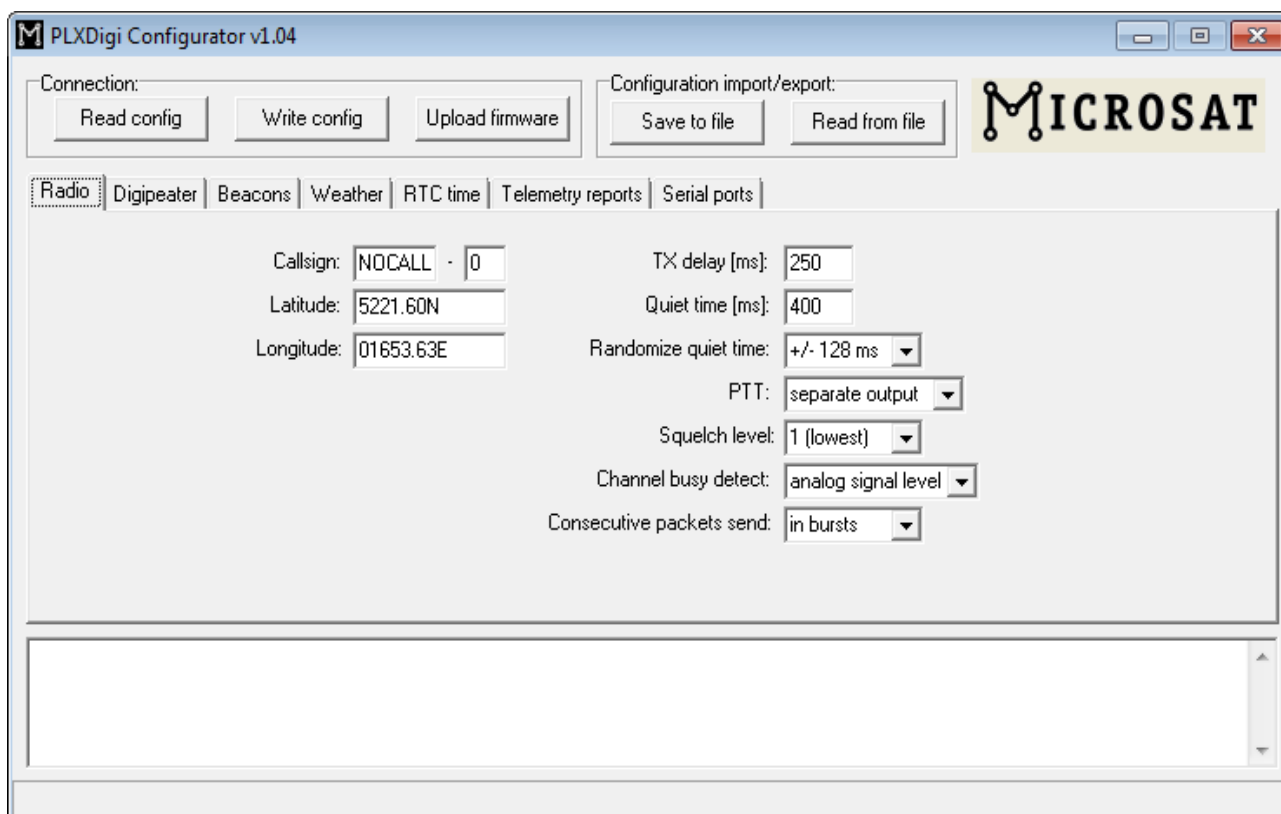 PLXDigi Configurator v1.04
Connection:
Read config Write config Upload firmware
Configuration import/export:
Save to file Read from file
MICROSAT
Radio Digipeater Beacons Weather RTC time Telemetry reports Serial ports
Callsign: NOCALL - 0
Latitude: 5221.60N
Longitude: 01653.63E
TX delay [ms]: 250
Quiet time [ms]: 400
Randomize quiet time: +/- 128 ms
PTT: separate output
Squelch level: 1 (lowest)
Channel busy detect: analog signal level
Consecutive packets send: in bursts